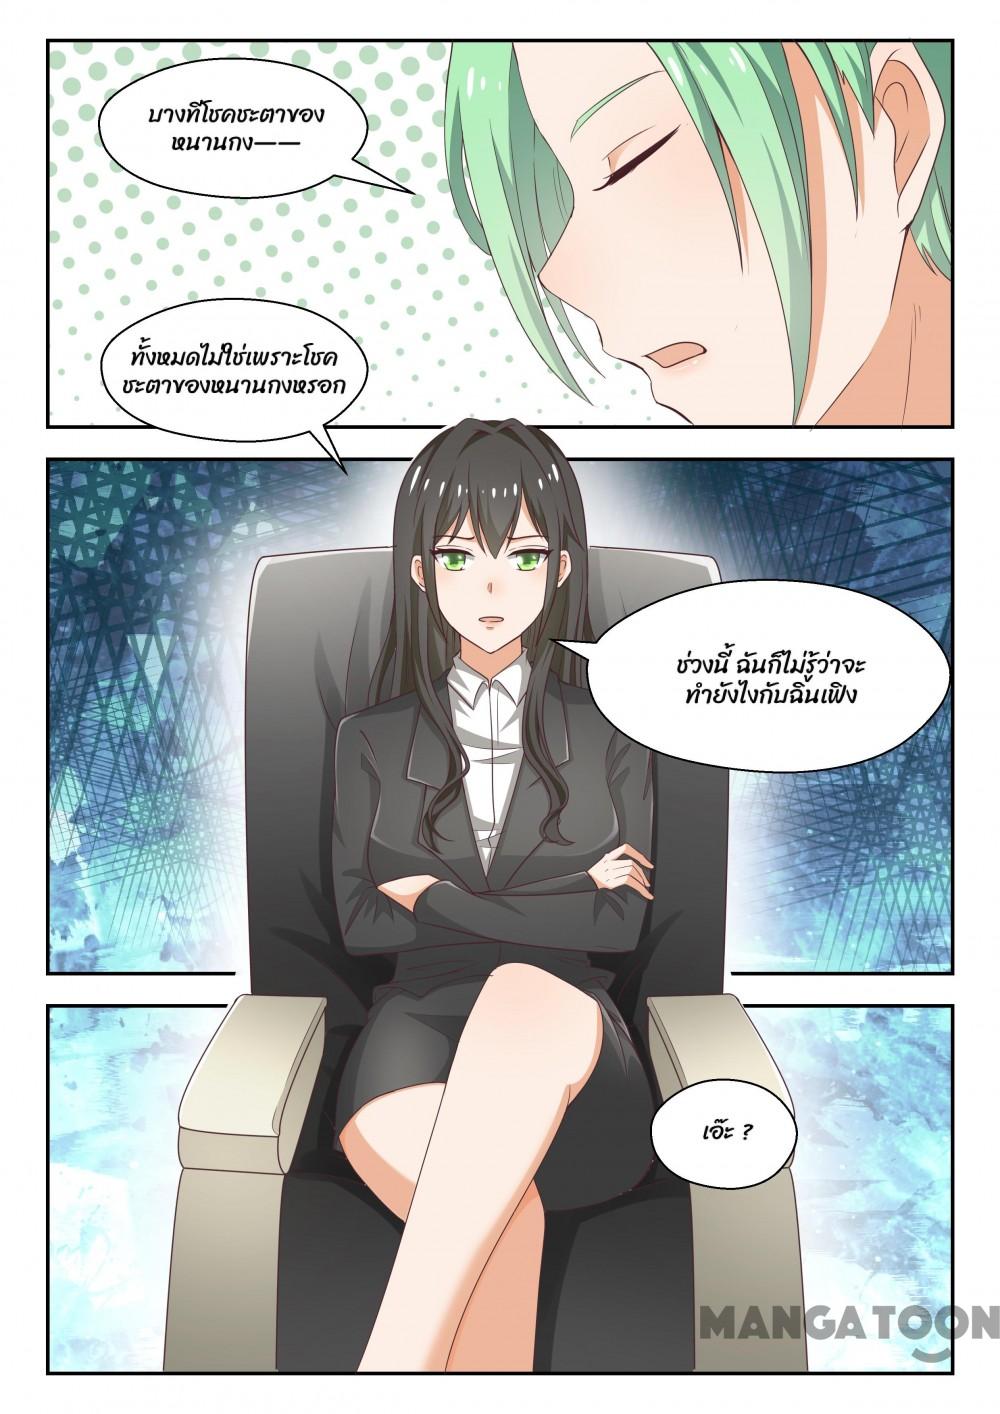 บางทีโชคชะตาของ
หนานกง——
ทั้งหมดไม่ใช่เพราะโชค
ชะตาของหนานกงหรอก
ช่วงนี้ ฉันก็ไม่รู้ว่าจะ
ทำยังไงกับฉินเฟิง
เอ๊ะ ?
MANGATOON